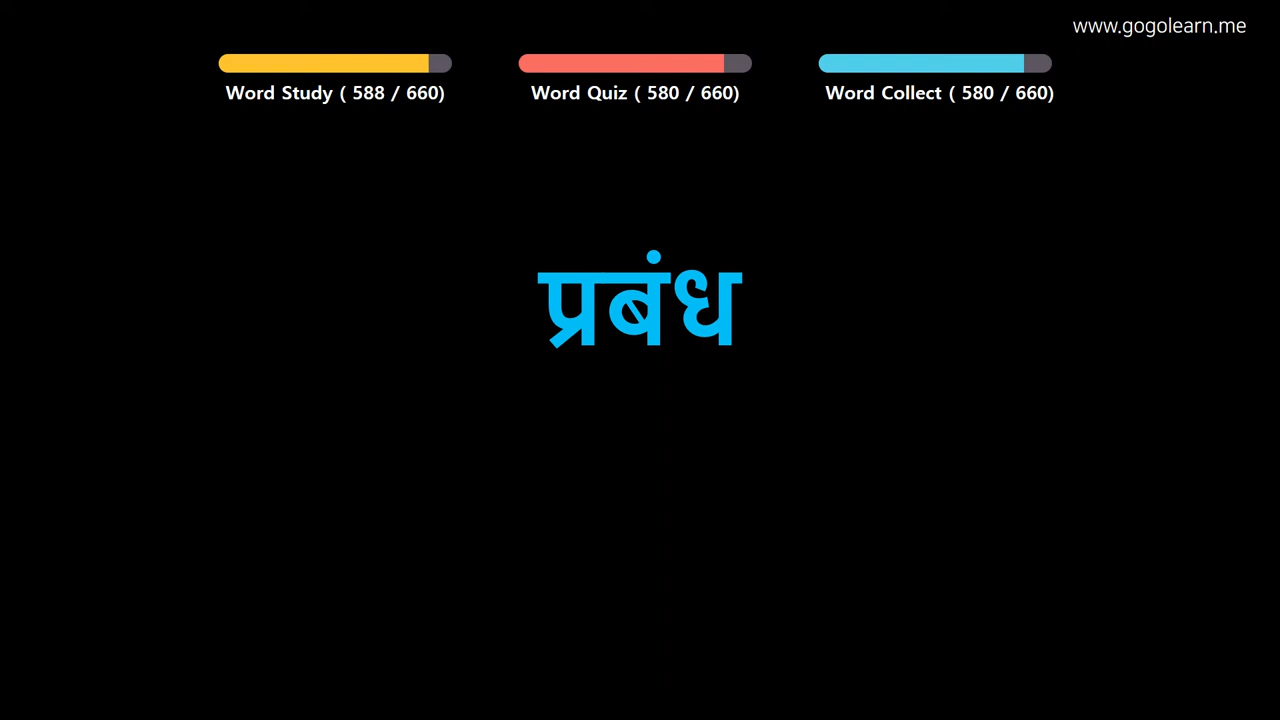 www.gogolearn.me
Word Study ( 588 / 660)
Word Quiz ( 580 / 660)
Word Collect ( 580 / 660)
प्रबंध